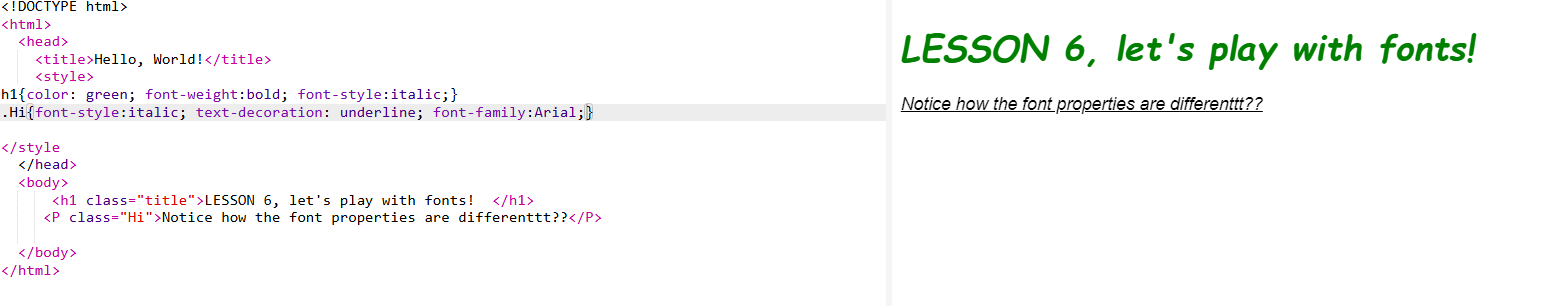 <!DOCTYPE html>
<html>
<head>
<title>Hello, World!</title>
<style>
h1{color: green; font-weight:bold; font-style:italic;}
.Hi{font-style:italic; text-decoration: underline; font-family:Arial;}
</style
</head>
<body>
<h1 class="title">LESSON 6, let's play with fonts!  </h1>
<P class="Hi">Notice how the font properties are differenttt??</P>
</body>
</html>
LESSON 6, let's play with fonts!
Notice how the font properties are differenttt??